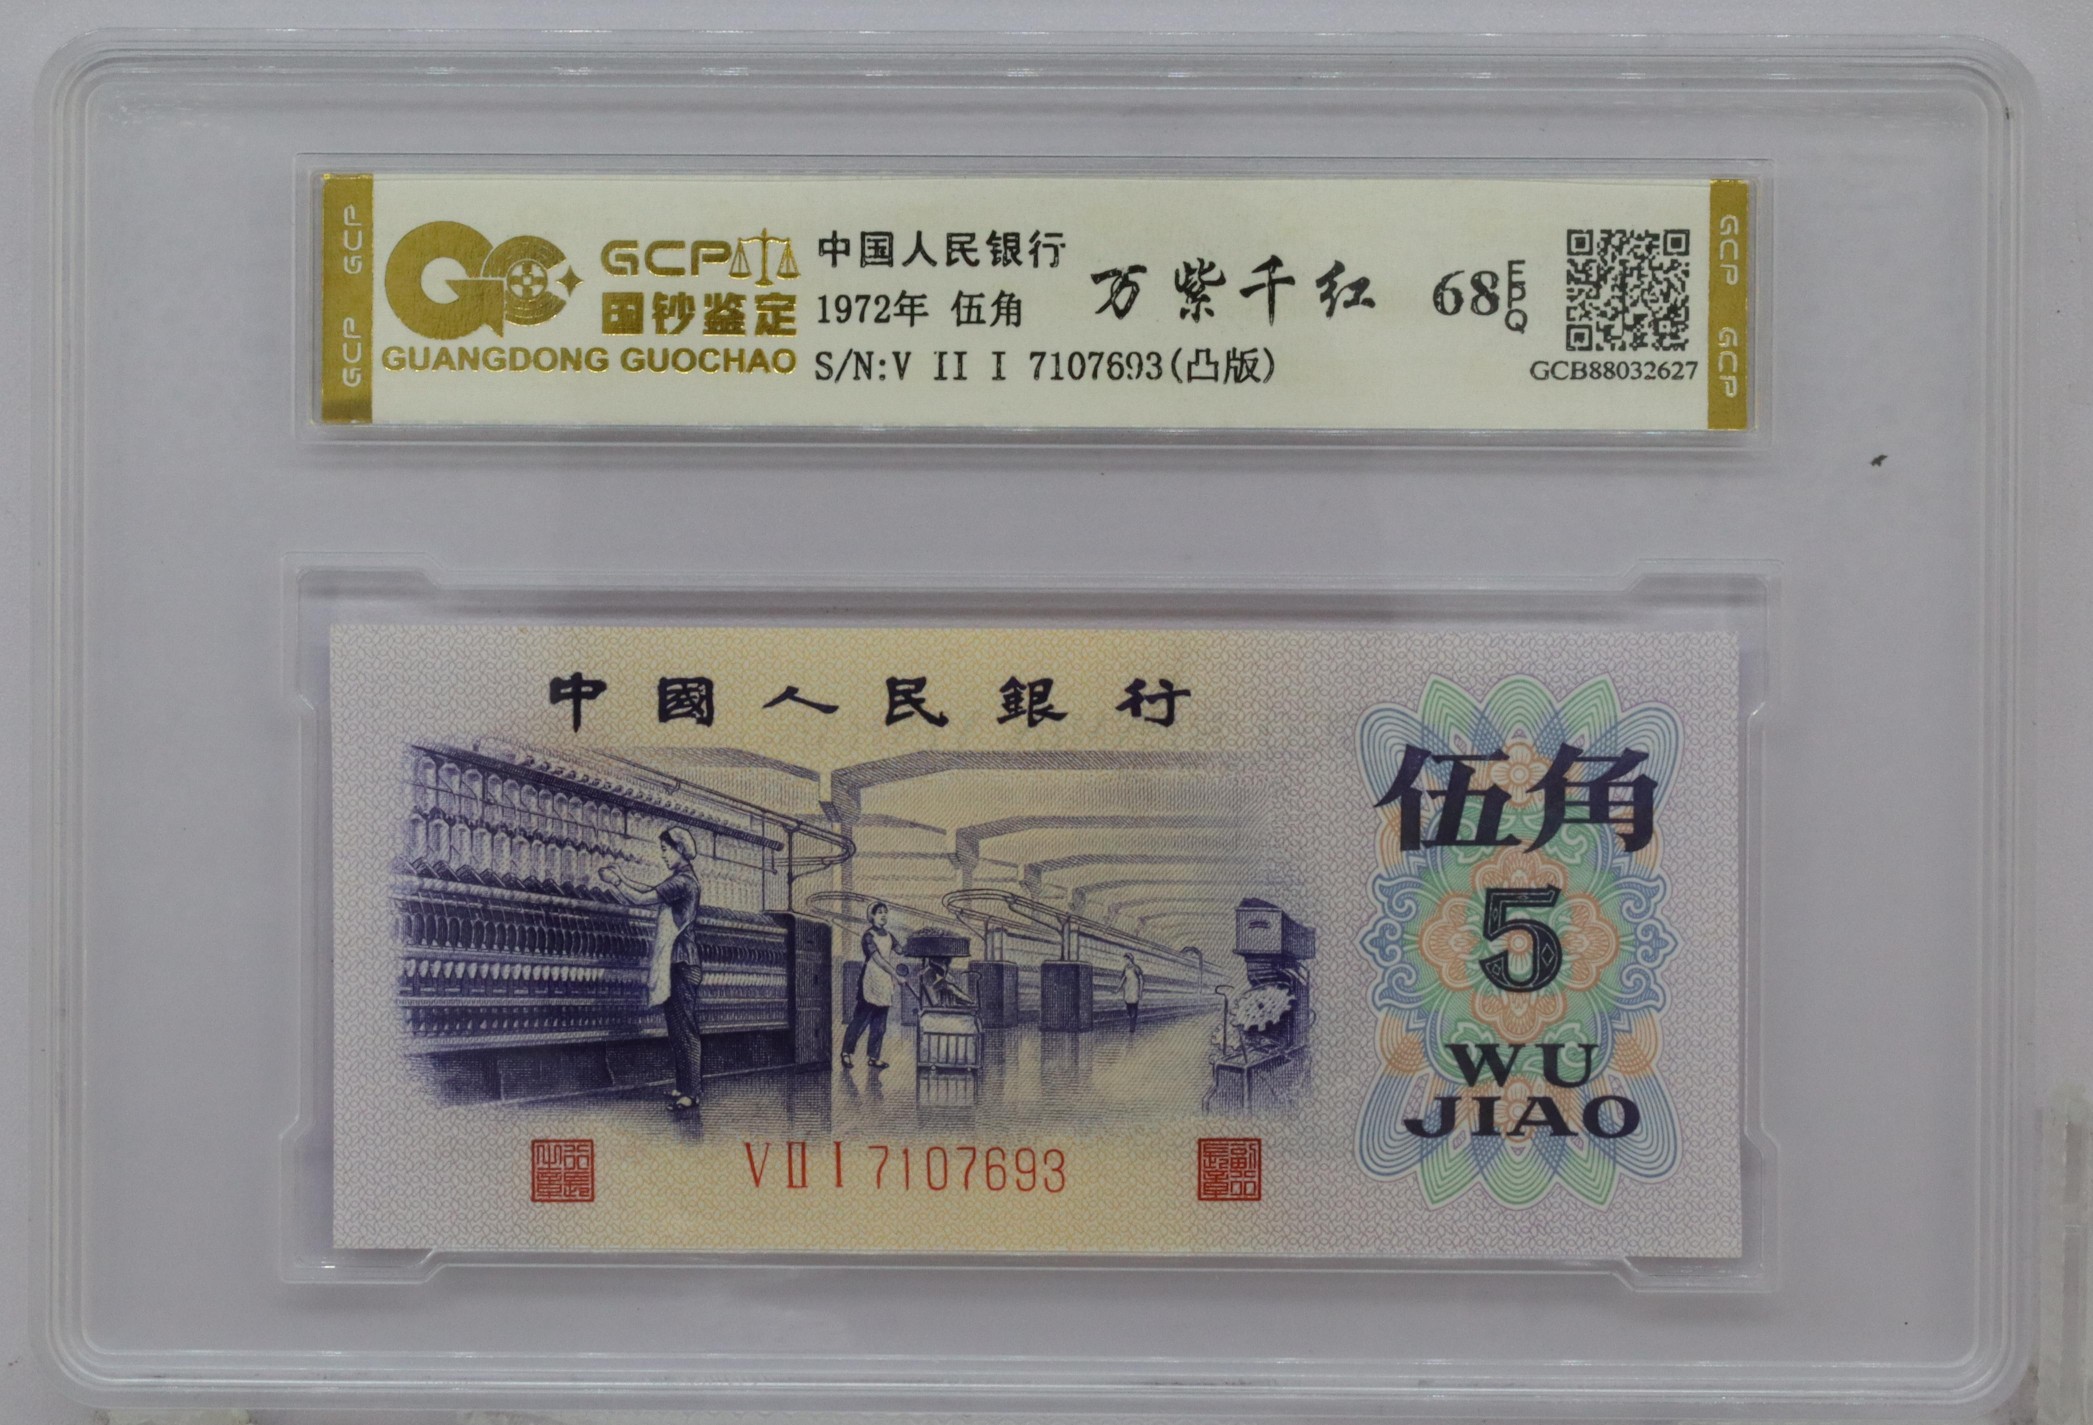 GCP GCP
GCP
国钞鉴定
GUANGDONG GUOCHAO
中国人民银行
1972年 伍角
S/N:V II I 7107693(凸版)
万紫千红
68 EPQ
GCB88032627
GCP GCP
中國人民銀行
伍角
5
WU
JIAO
V II I 7107693